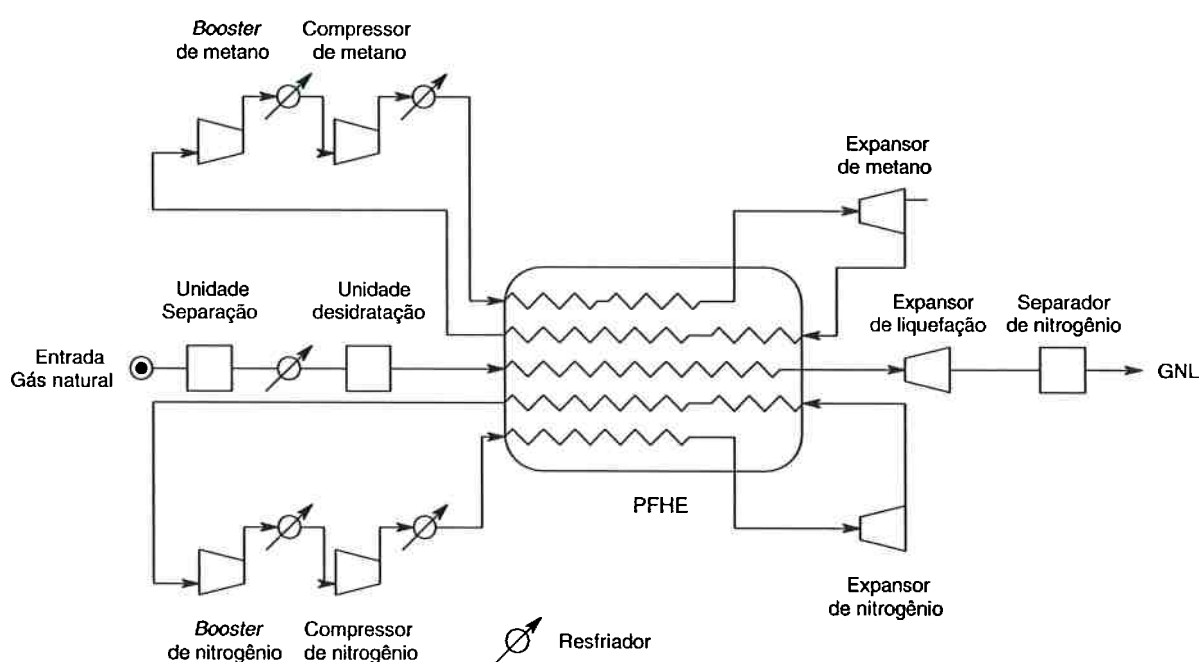 Booster
de metano
Compressor
de metano
Expansor
de metano
Unidade
Separação
Unidade
desidratação
Expansor
de liquefação
Separador
de nitrogênio
Entrada
Gás natural
GNL
PFHE
Expansor
de nitrogênio
Booster
de nitrogênio
Compressor
de nitrogênio
Resfriador